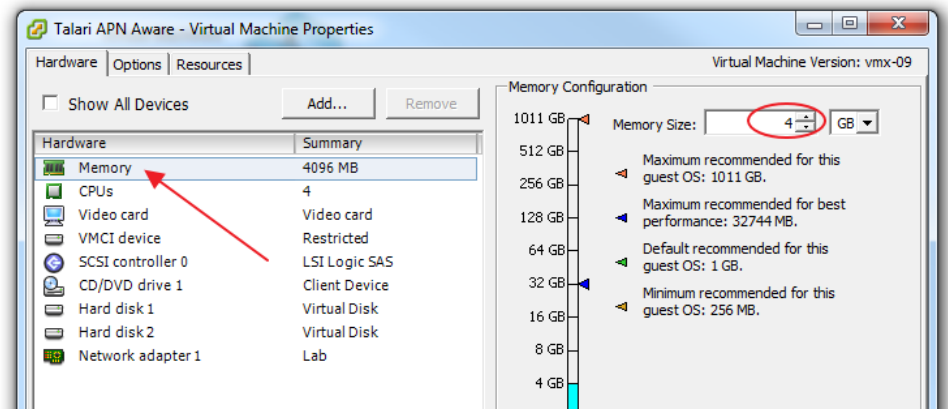 Talari APN Aware - Virtual Machine Properties
Hardware Options Resources
Virtual Machine Version: vmx-09
Show All Devices
Add...
Remove
Hardware Summary
Memory 4096 MB
CPUs 4
Video card Video card
VMCI device Restricted
SCSI controller 0 LSI Logic SAS
CD/DVD drive 1 Client Device
Hard disk 1 Virtual Disk
Hard disk 2 Virtual Disk
Network adapter 1 Lab
Memory Configuration
Memory Size: 4 GB
1011 GB
512 GB
256 GB
128 GB
64 GB
32 GB
16 GB
8 GB
4 GB
Maximum recommended for this
guest OS: 1011 GB.
Maximum recommended for best
performance: 32744 MB.
Default recommended for this
guest OS: 1 GB.
Minimum recommended for this
guest OS: 256 MB.